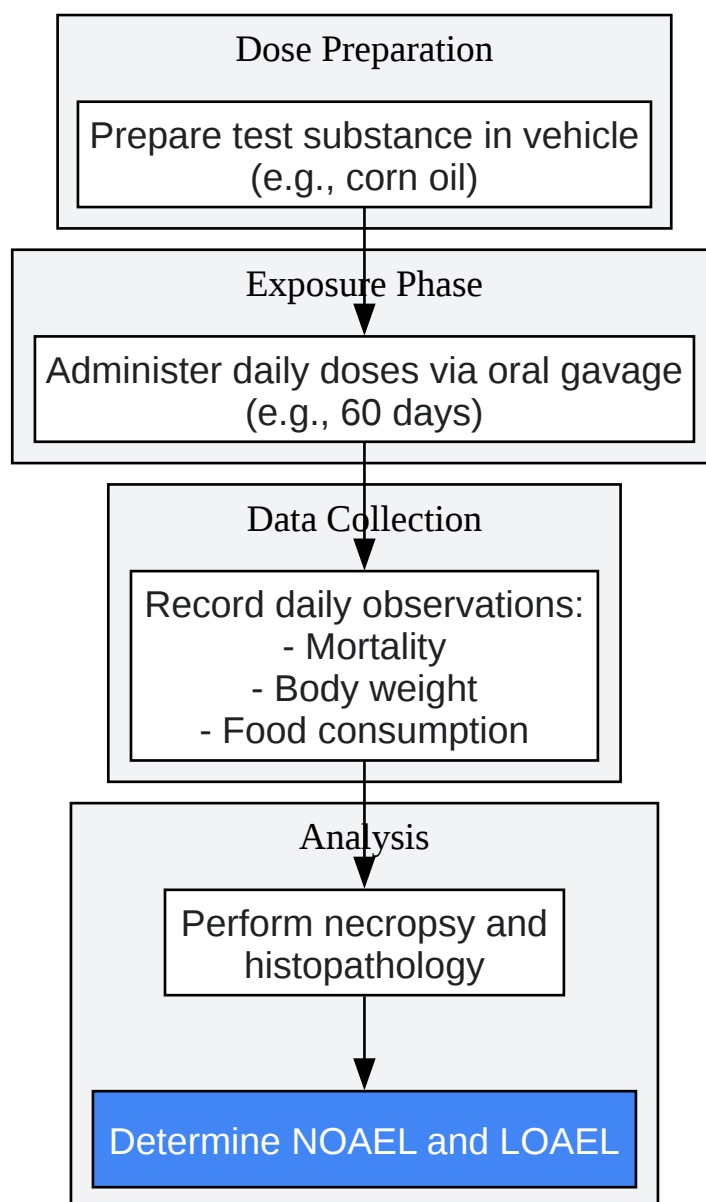 Dose Preparation
Prepare test substance in vehicle
(e.g., corn oil)
Exposure Phase
Administer daily doses via oral gavage
(e.g., 60 days)
Data Collection
Record daily observations:
- Mortality
- Body weight
- Food consumption
Analysis
Perform necropsy and
histopathology
Determine NOAEL and LOAEL